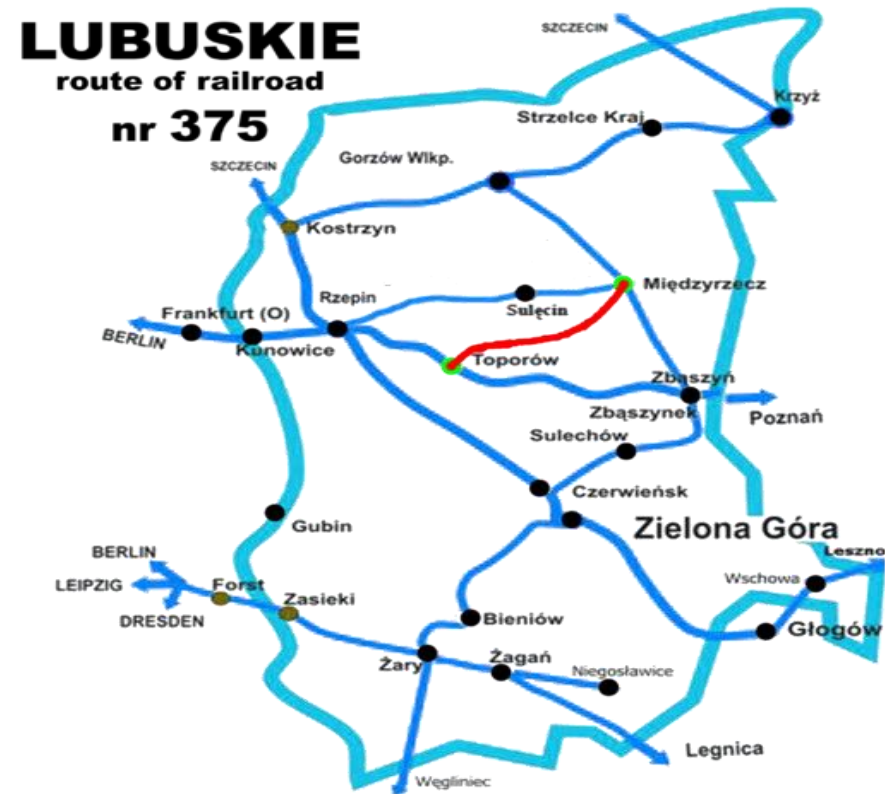 LUBUSKIE
route of railroad
nr 375
SZCZECIN
Krzyż
Strzelce Kraj
Gorzów Wlkp.
SZCZECIN
Kostrzyn
Międzyrzecz
Rzepin
Sulęcin
Frankfurt (O)
BERLIN
Kunowice
Toporów
Zbąszyń
Zbąszynek
Poznań
Sulechów
Czerwieńsk
Zielona Góra
Gubin
BERLIN
Leszno
LEIPZIG
Forst
Wschowa
Zasieki
DRESDEN
Bieniów
Głogów
Żary
Żagań
Niegosławice
Legnica
Węgliniec